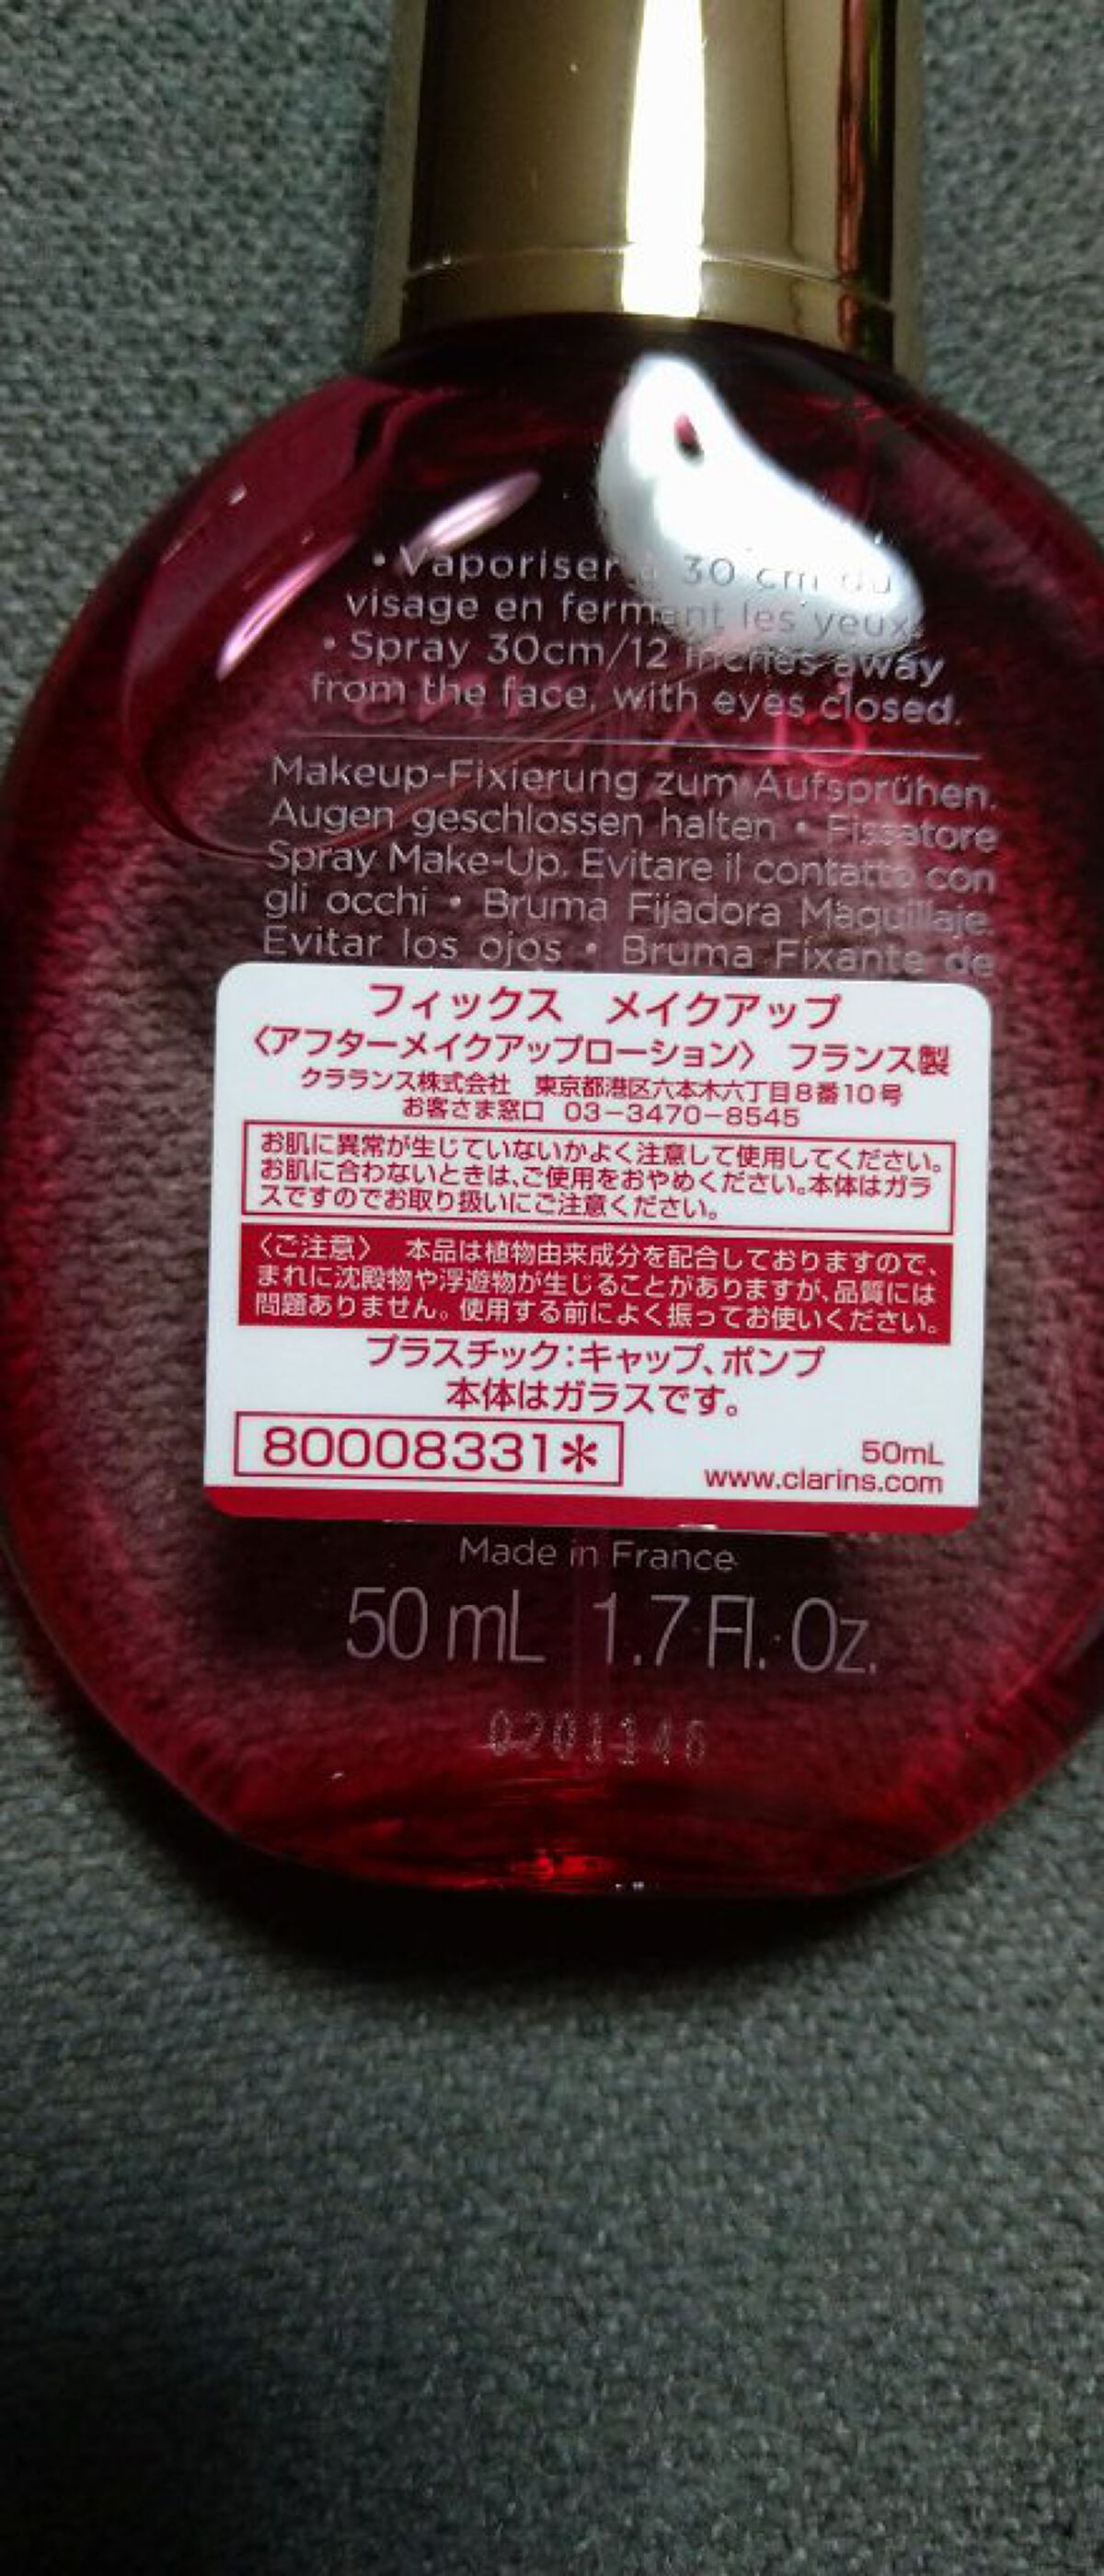 • Vaporiser à 30 cm du
visage en fermant les yeux.
• Spray 30cm/12 inches away
from the face, with eyes closed.
Makeup-Fixierung zum Aufsprühen.
Augen geschlossen halten • Fissatore
Spray Make-Up. Evitare il contatto con
gli occhi • Bruma Fijadora Maquillaje.
Evitar los ojos • Bruma Fixante de
フィックス メイクアップ
〈アフターメイクアップローション〉 フランス製
クラランス株式会社 東京都港区六本木六丁目8番10号
お客さま窓口 03-3470-8545
お肌に異常が生じていないかよく注意して使用してください。
お肌に合わないときは、ご使用をおやめください。本体はガラ
スですのでお取り扱いにご注意ください。
〈ご注意〉 本品は植物由来成分を配合しておりますので、
まれに沈殿物や浮遊物が生じることがありますが、品質には
問題ありません。使用する前によく振ってお使いください。
プラスチック:キャップ、ポンプ
本体はガラスです。
80008331*
50mL
www.clarins.com
Made in France
50 mL 1.7 Fl. Oz.
0201146